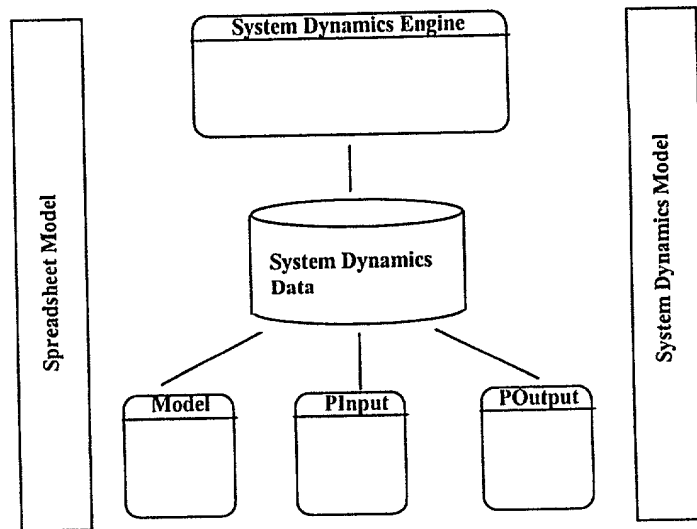 System Dynamics Engine
Spreadsheet Model
System Dynamics
Data
System Dynamics Model
Model
PInput
POutput